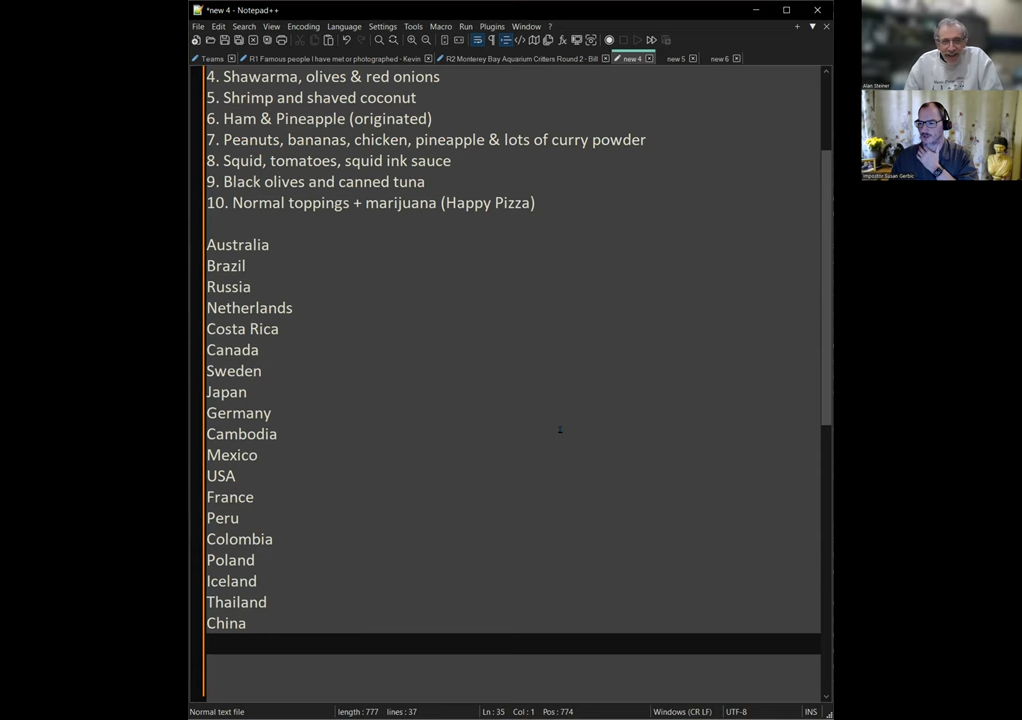 *new 4 - Notepad++
File Edit Search View Encoding Language Settings Tools Macro Run Plugins Window ?
Teams R1 Famous people I have met or photographed - Kevin R2 Monterey Bay Aquarium Critters Round 2 - Bill new 4 new 5 new 6
4. Shawarma, olives & red onions
5. Shrimp and shaved coconut
6. Ham & Pineapple (originated)
7. Peanuts, bananas, chicken, pineapple & lots of curry powder
8. Squid, tomatoes, squid ink sauce
9. Black olives and canned tuna
10. Normal toppings + marijuana (Happy Pizza)
Australia
Brazil
Russia
Netherlands
Costa Rica
Canada
Sweden
Japan
Germany
Cambodia
Mexico
USA
France
Peru
Colombia
Poland
Iceland
Thailand
China
Normal text file length : 777 lines : 37 Ln : 35 Col : 1 Pos : 774 Windows (CR LF) UTF-8 INS
Alan Steiner
Impostor Susan Gerbic